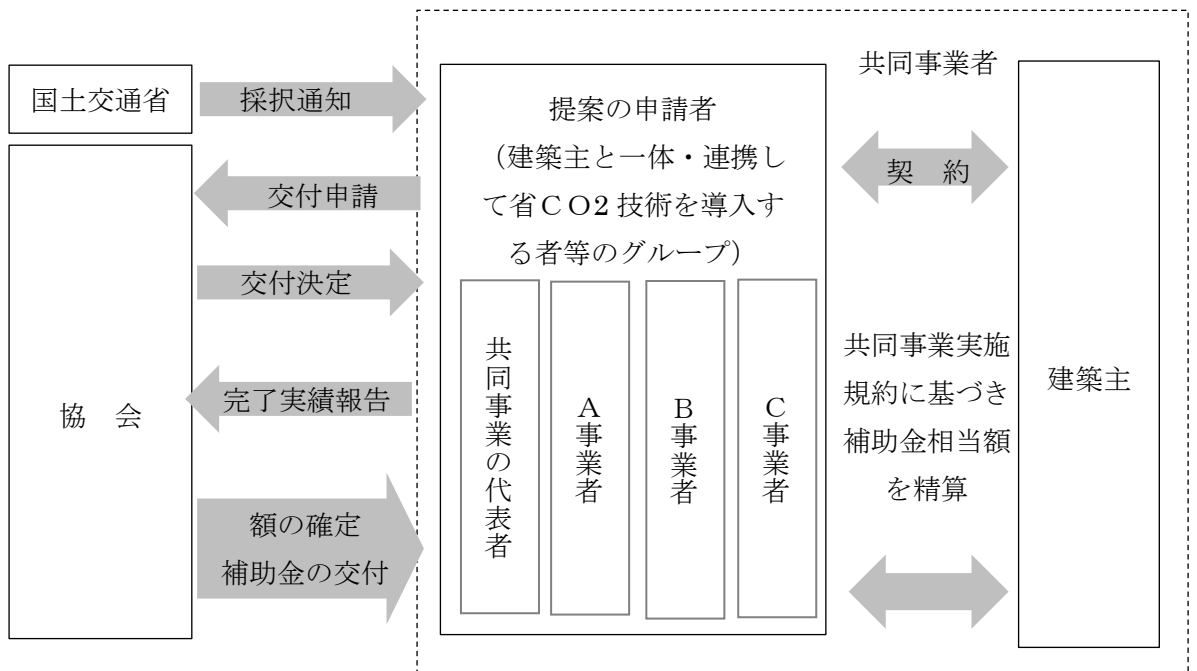 共同事業者
国土交通省
採択通知
提案の申請者
（建築主と一体・連携し
て省ＣＯ２技術を導入す
る者等のグループ）
交付申請
契　約
交付決定
共同事業の代表者
Ａ事業者
Ｂ事業者
Ｃ事業者
共同事業実施
規約に基づき
補助金相当額
を精算
建築主
協　会
完了実績報告
額の確定
補助金の交付